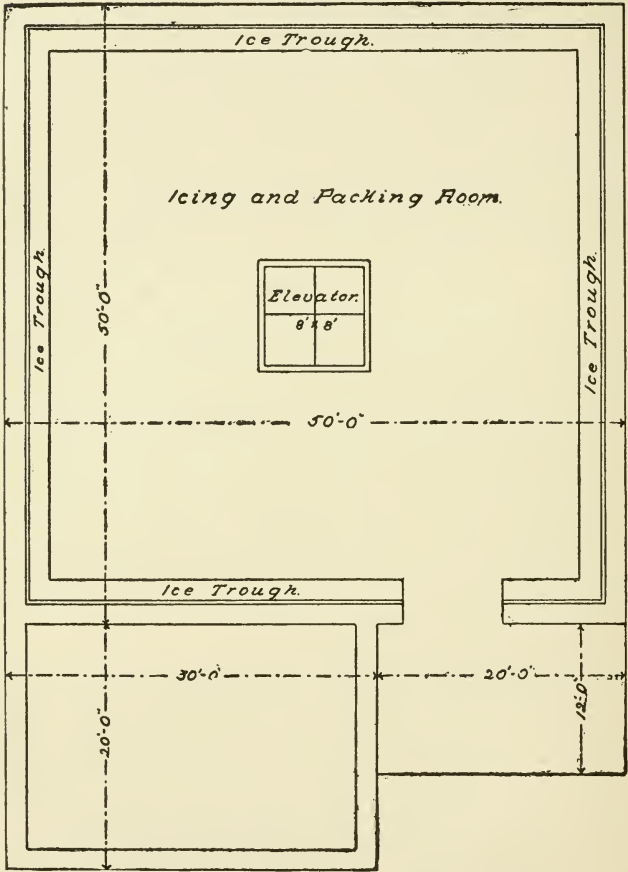 Ice Trough.
Icing and Packing Room.
Ice Trough.
50'-0"
Elevator.
8' x 8'
Ice Trough.
50'-0"
Ice Trough.
30'-0"
20'-0"
20'-0"
12'-0"